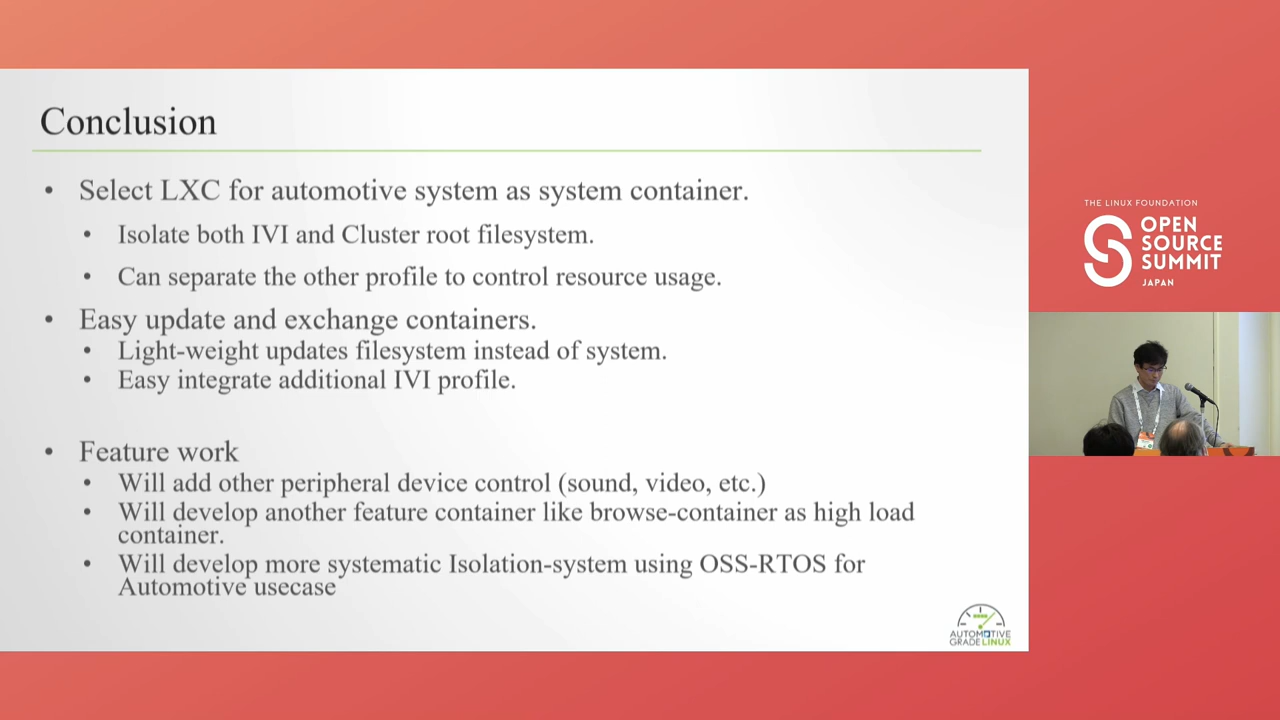 Conclusion
• Select LXC for automotive system as system container.
• Isolate both IVI and Cluster root filesystem.
• Can separate the other profile to control resource usage.
• Easy update and exchange containers.
• Light-weight updates filesystem instead of system.
• Easy integrate additional IVI profile.
• Feature work
• Will add other peripheral device control (sound, video, etc.)
• Will develop another feature container like browse-container as high load
container.
• Will develop more systematic Isolation-system using OSS-RTOS for
Automotive usecase
AUTOMOTIVE
GRADE LINUX
THE LINUX FOUNDATION
OPEN
SOURCE
SUMMIT
JAPAN